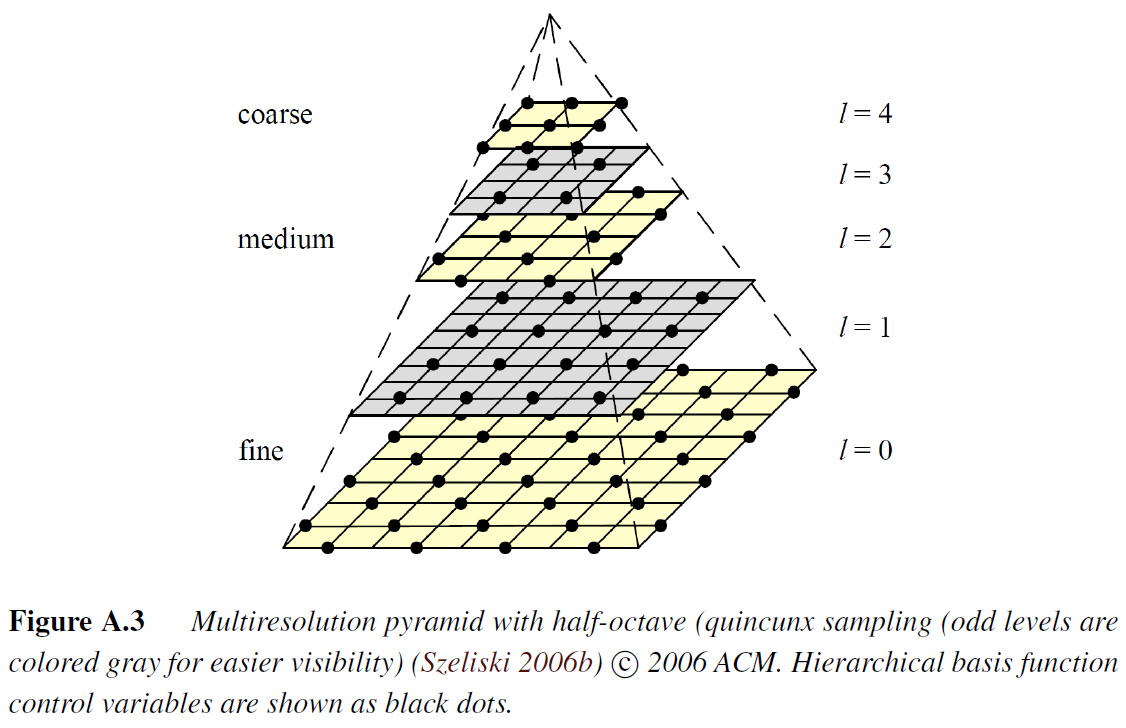 coarse
l = 4
l = 3
medium
l = 2
l = 1
fine
l = 0
Figure A.3 Multiresolution pyramid with half-octave (quincunx sampling (odd levels are
colored gray for easier visibility) (Szeliski 2006b) © 2006 ACM. Hierarchical basis function
control variables are shown as black dots.